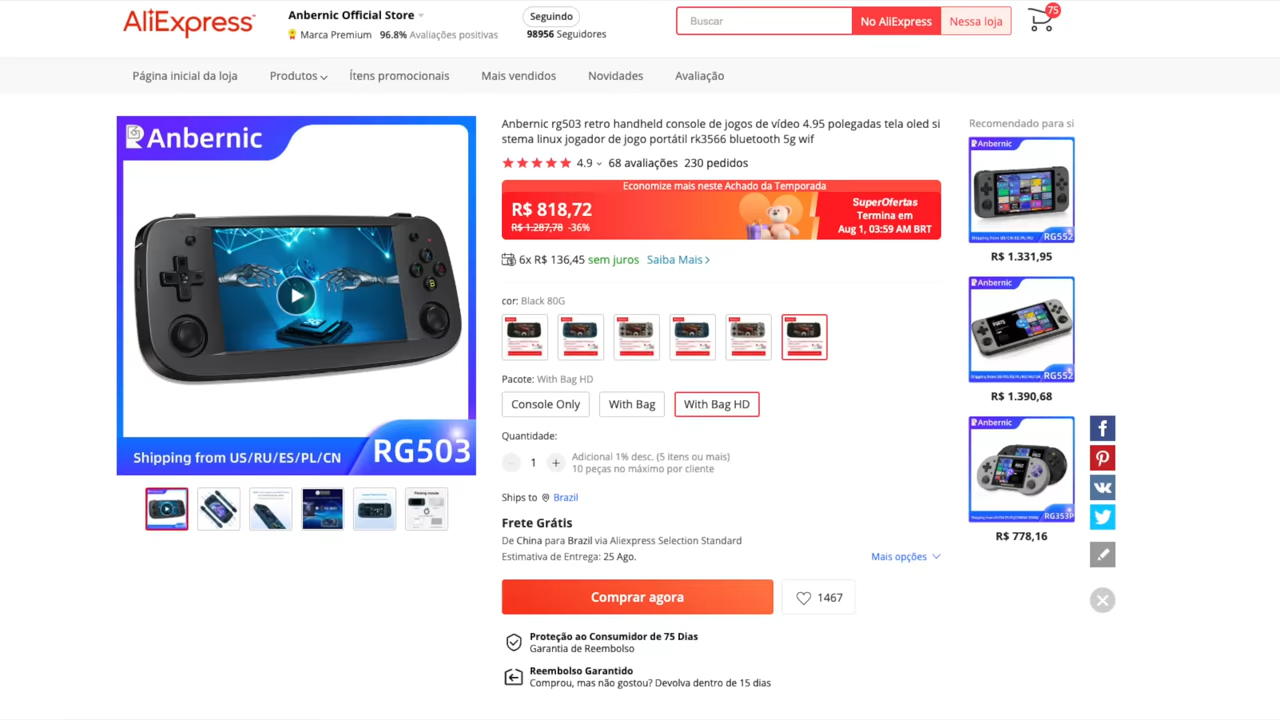 AliExpress
Anbernic Official Store
Marca Premium 96.8% Avaliações positivas
Seguindo
98956 Seguidores
Buscar
No AliExpress
Nessa loja
75
Página inicial da loja
Produtos
Ítens promocionais
Mais vendidos
Novidades
Avaliação
Anbernic
Shipping from US/RU/ES/PL/CN
RG503
Anbernic rg503 retro handheld console de jogos de vídeo 4.95 polegadas tela oled si
stema linux jogador de jogo portátil rk3566 bluetooth 5g wif
4.9 68 avaliações 230 pedidos
Economize mais neste Achado da Temporada
R$ 818,72
R$ 1.287,78 -36%
SuperOfertas
Termina em
Aug 1, 03:59 AM BRT
6x R$ 136,45 sem juros Saiba Mais
cor: Black 80G
Pacote: With Bag HD
Console Only
With Bag
With Bag HD
Quantidade:
1
Adicional 1% desc. (5 itens ou mais)
10 peças no máximo por cliente
Ships to Brazil
Frete Grátis
De China para Brazil via Aliexpress Selection Standard
Estimativa de Entrega: 25 Ago.
Mais opções
Comprar agora
1467
Proteção ao Consumidor de 75 Dias
Garantia de Reembolso
Reembolso Garantido
Comprou, mas não gostou? Devolva dentro de 15 dias
Recomendado para si
Anbernic
RG552
R$ 1.331,95
Anbernic
RG552
R$ 1.390,68
Anbernic
RG353P
R$ 778,16